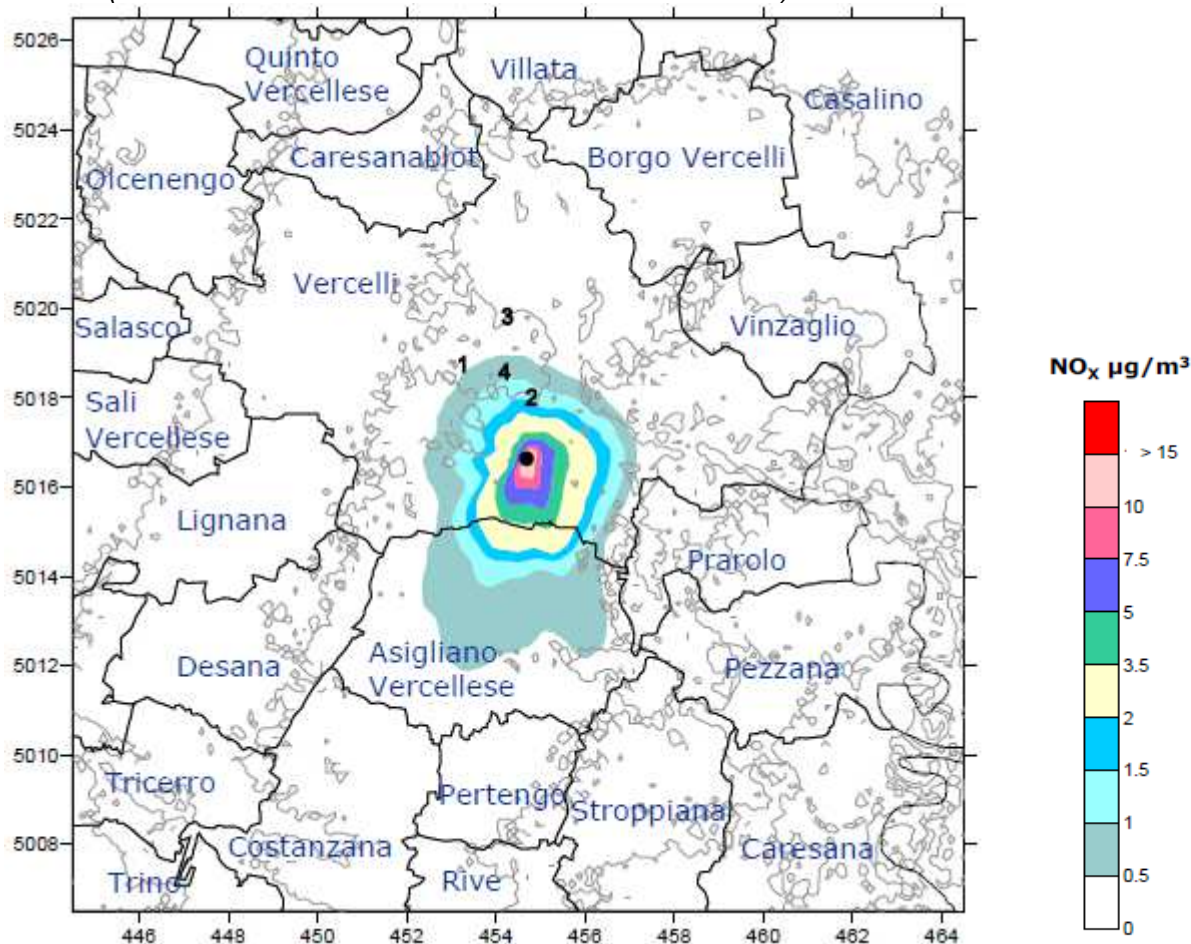 5026
Quinto
Vercellese
Villata
Casalino
5024
Caresanablot
Borgo Vercelli
Olcenengo
5022
Vercelli
5020
3
Salasco
Vinzaglio
1
4
2
5018
Sali
Vercellese
5016
Lignana
Prarolo
5014
Asigliano
Vercellese
Desana
Pezzana
5012
5010
Tricerro
Pertengo
Stroppiana
5008
Costanzana
Caresana
Trino
Rive
446
448
450
452
454
456
458
460
462
464
NOx µg/m³
> 15
10
7.5
5
3.5
2
1.5
1
0.5
0